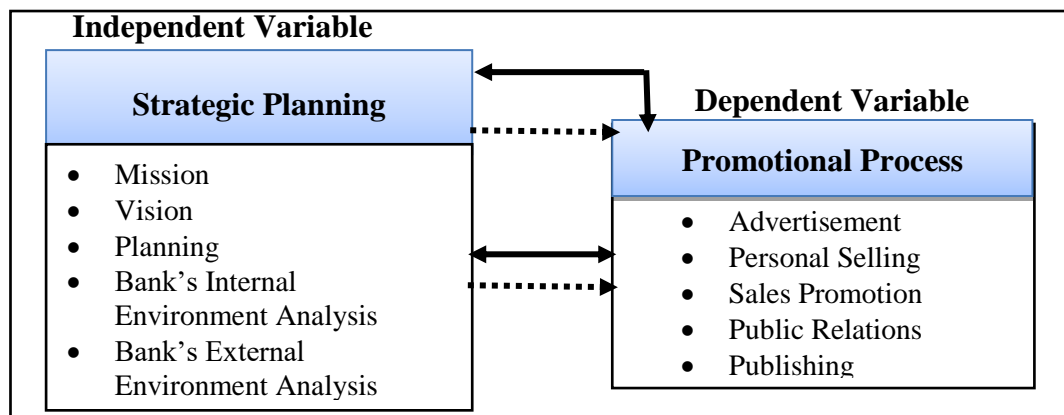 Independent Variable
Strategic Planning
• Mission
• Vision
• Planning
• Bank’s Internal
Environment Analysis
• Bank’s External
Environment Analysis
Dependent Variable
Promotional Process
• Advertisement
• Personal Selling
• Sales Promotion
• Public Relations
• Publishing